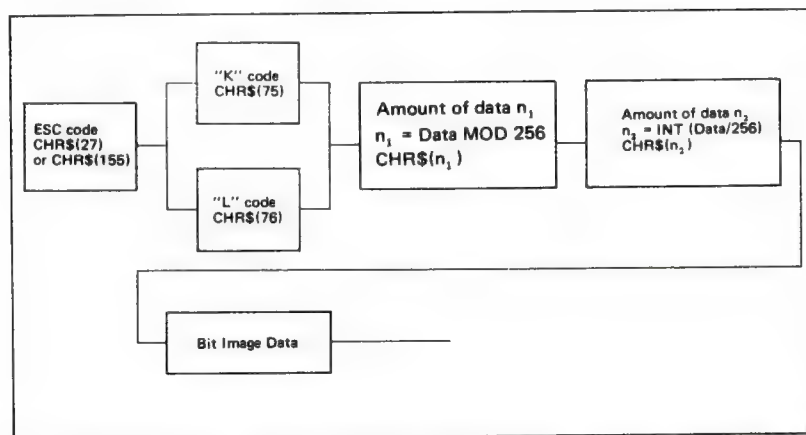 "K" code
CHR$(75)
ESC code
CHR$(27)
or CHR$(155)
"L" code
CHR$(76)
Amount of data n₁
n₁ = Data MOD 256
CHR$(n₁)
Amount of data n₂
n₂ = INT (Data/256)
CHR$(n₂)
Bit Image Data